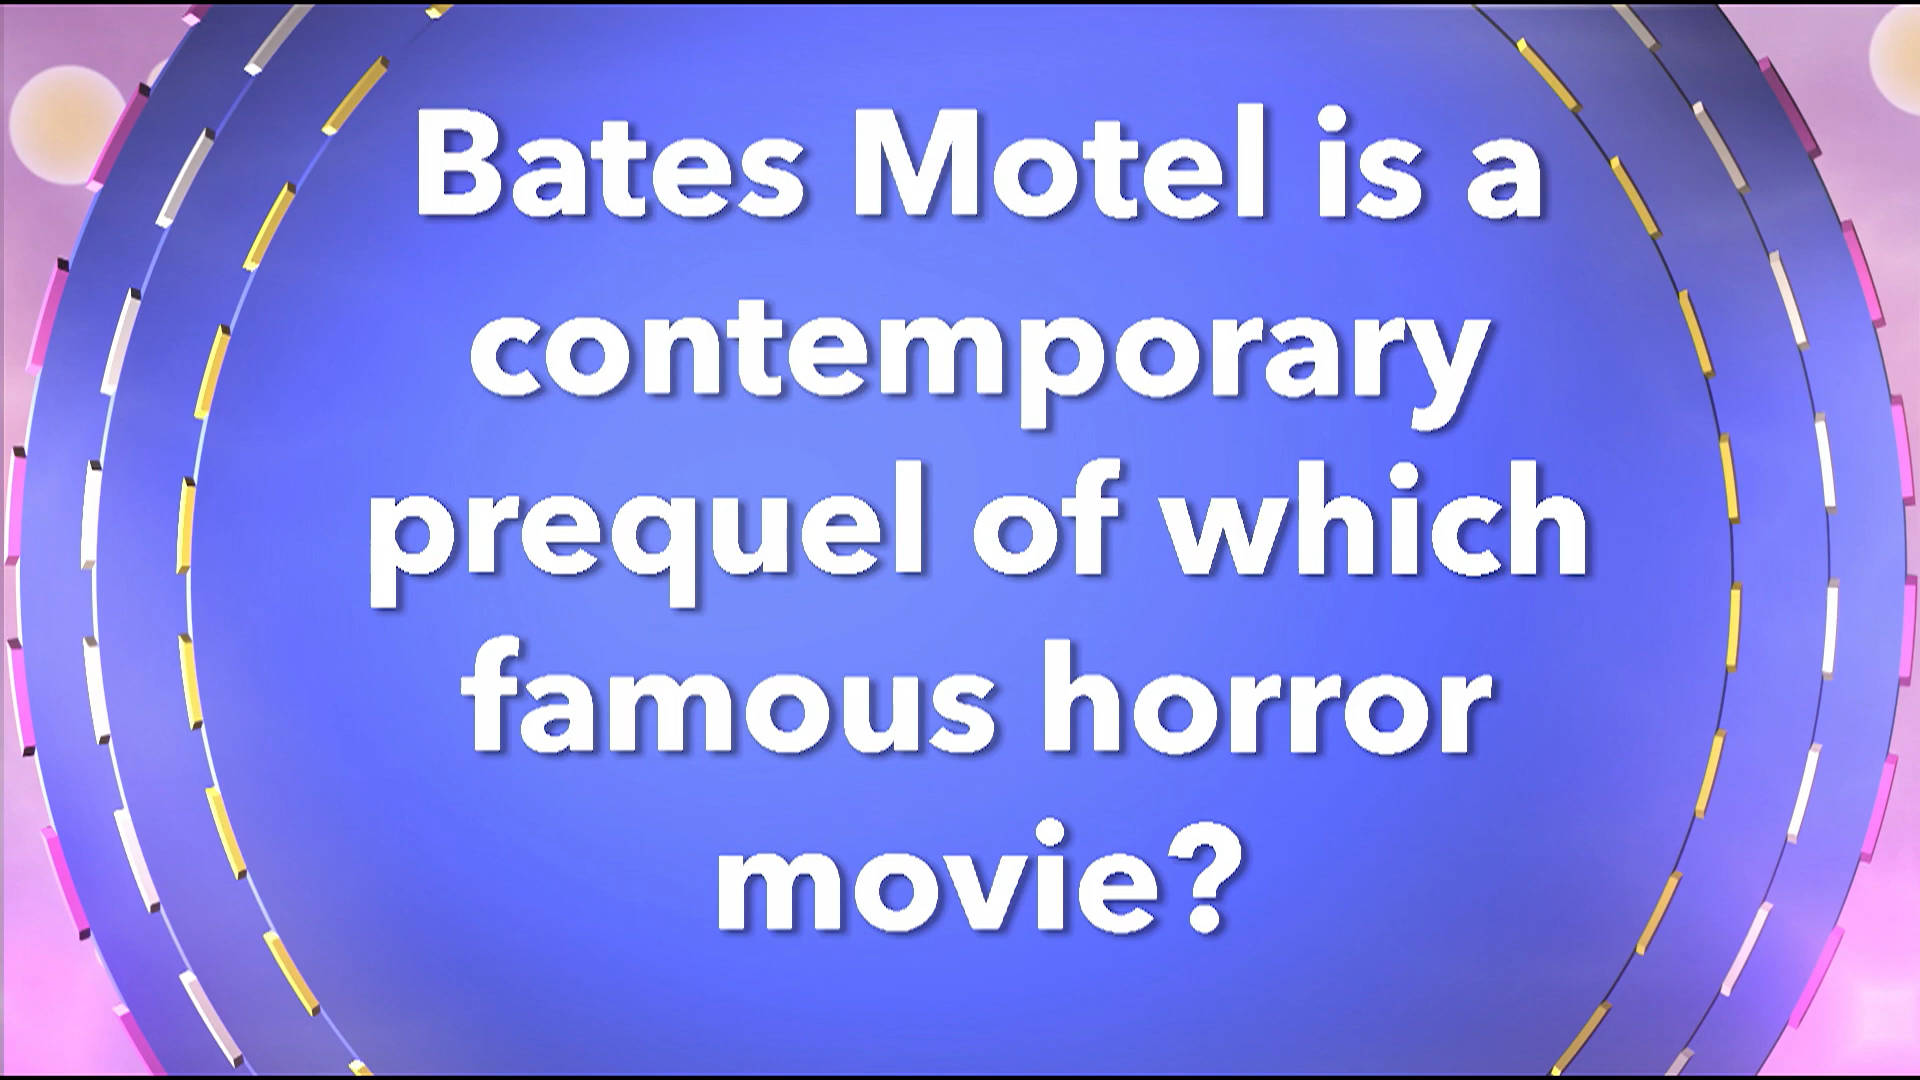 Bates Motel is a
contemporary
prequel of which
famous horror
movie?